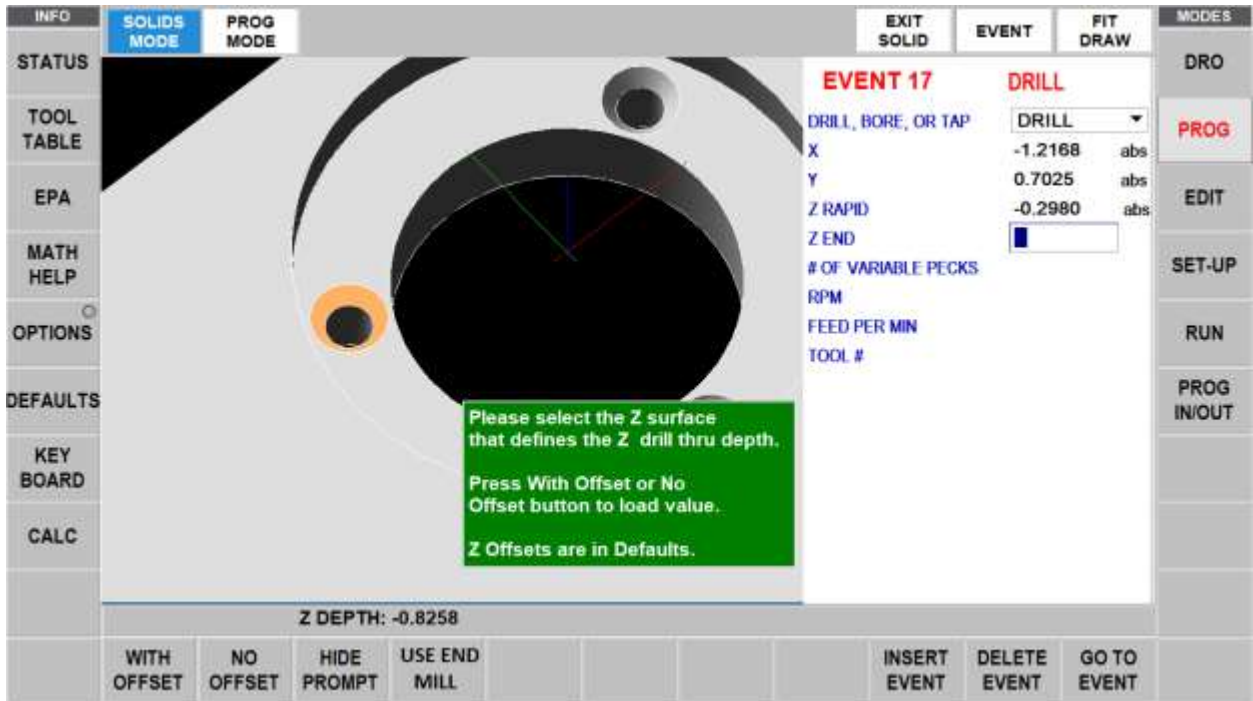 INFO
STATUS
TOOL
TABLE
EPA
MATH
HELP
OPTIONS
DEFAULTS
KEY
BOARD
CALC
SOLIDS
MODE
PROG
MODE
EXIT
SOLID
EVENT
FIT
DRAW
EVENT 17 DRILL
DRILL, BORE, OR TAP DRILL
X -1.2168 abs
Y 0.7025 abs
Z RAPID -0.2980 abs
Z END
# OF VARIABLE PECKS
RPM
FEED PER MIN
TOOL #
Please select the Z surface
that defines the Z drill thru depth.
Press With Offset or No
Offset button to load value.
Z Offsets are in Defaults.
Z DEPTH: -0.8258
WITH
OFFSET
NO
OFFSET
HIDE
PROMPT
USE END
MILL
INSERT
EVENT
DELETE
EVENT
GO TO
EVENT
MODES
DRO
PROG
EDIT
SET-UP
RUN
PROG
IN/OUT